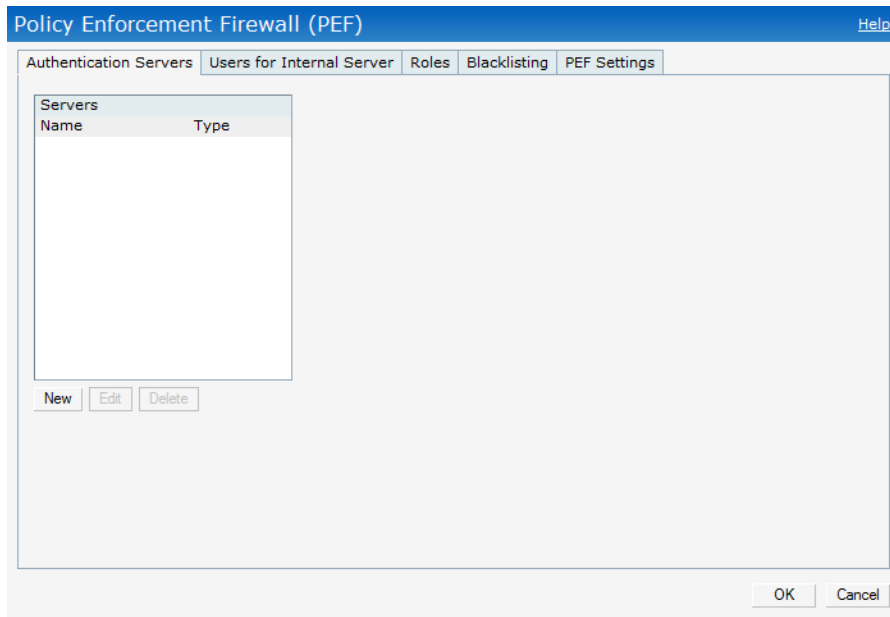 Policy Enforcement Firewall (PEF) Help
Authentication Servers Users for Internal Server Roles Blacklisting PEF Settings
Servers
Name Type
New Edit Delete
OK Cancel